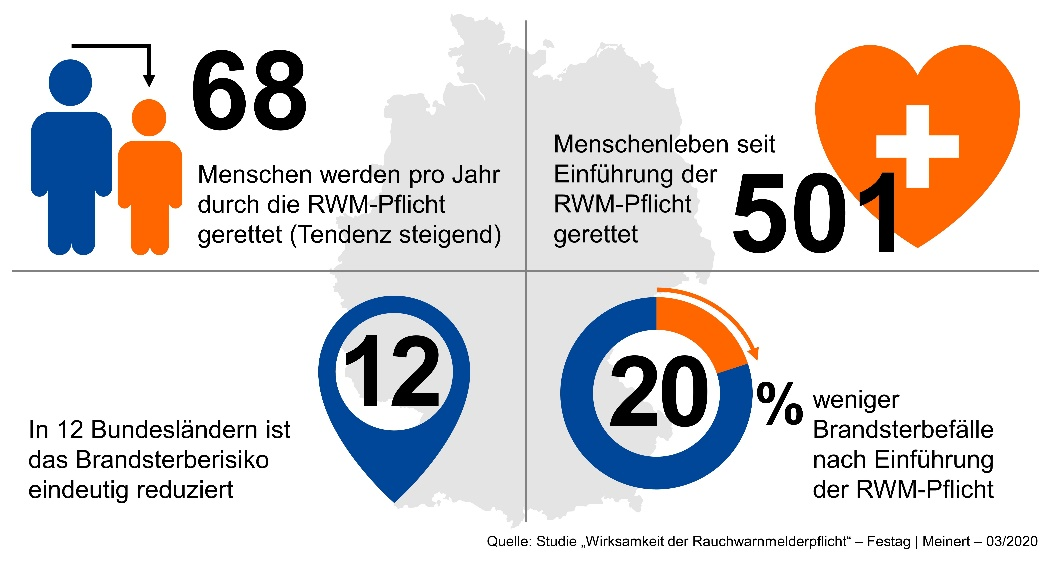 68
Menschen werden pro Jahr
durch die RWM-Pflicht
gerettet (Tendenz steigend)
Menschenleben seit
Einführung der
RWM-Pflicht
gerettet
501
12
In 12 Bundesländern ist
das Brandsterberisiko
eindeutig reduziert
20 %
weniger
Brandsterbefälle
nach Einführung
der RWM-Pflicht
Quelle: Studie „Wirksamkeit der Rauchwarnmelderpflicht“ – Festag | Meinert – 03/2020